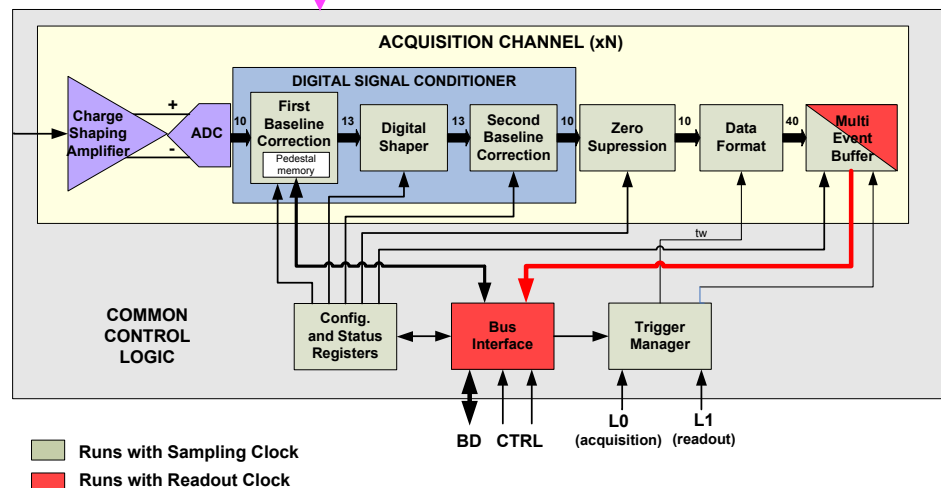 ACQUISITION CHANNEL (xN)
DIGITAL SIGNAL CONDITIONER
Charge
Shaping
Amplifier
+
-
ADC
10
First
Baseline
Correction
Pedestal
memory
13
Digital
Shaper
13
Second
Baseline
Correction
10
Zero
Supression
10
Data
Format
40
Multi
Event
Buffer
tw
COMMON
CONTROL
LOGIC
Config.
and Status
Registers
Bus
Interface
Trigger
Manager
BD
CTRL
L0
(acquisition)
L1
(readout)
Runs with Sampling Clock
Runs with Readout Clock